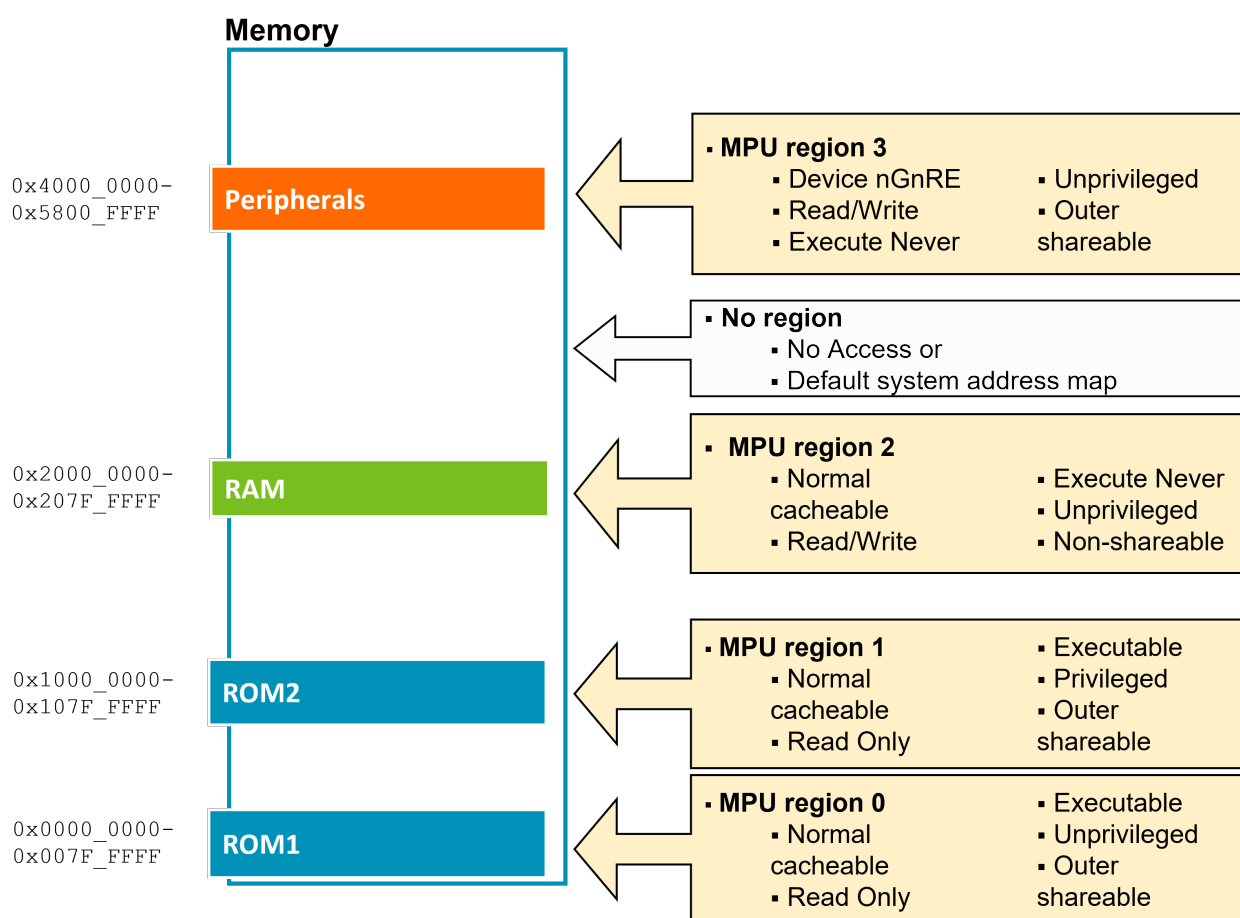 Memory
0x4000_0000-
0x5800_FFFF
Peripherals
▪ MPU region 3
▪ Device nGnRE
▪ Read/Write
▪ Execute Never
▪ Unprivileged
▪ Outer
shareable
▪ No region
▪ No Access or
▪ Default system address map
0x2000_0000-
0x207F_FFFF
RAM
▪ MPU region 2
▪ Normal
cacheable
▪ Read/Write
▪ Execute Never
▪ Unprivileged
▪ Non-shareable
0x1000_0000-
0x107F_FFFF
ROM2
▪ MPU region 1
▪ Normal
cacheable
▪ Read Only
▪ Executable
▪ Privileged
▪ Outer
shareable
0x0000_0000-
0x007F_FFFF
ROM1
▪ MPU region 0
▪ Normal
cacheable
▪ Read Only
▪ Executable
▪ Unprivileged
▪ Outer
shareable